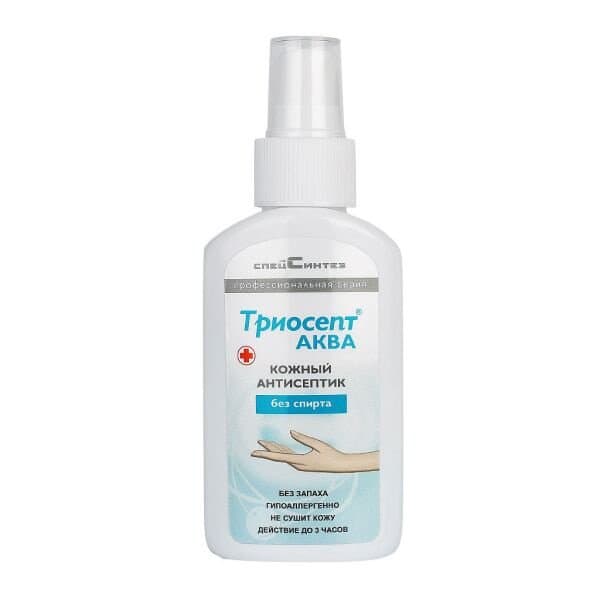 СПЕЦСИНТЕЗ
профессиональная серия
Триосепт®
АКВА
КОЖНЫЙ
АНТИСЕПТИК
без спирта
БЕЗ ЗАПАХА
ГИПОАЛЛЕРГЕННО
НЕ СУШИТ КОЖУ
ДЕЙСТВИЕ ДО 3 ЧАСОВ